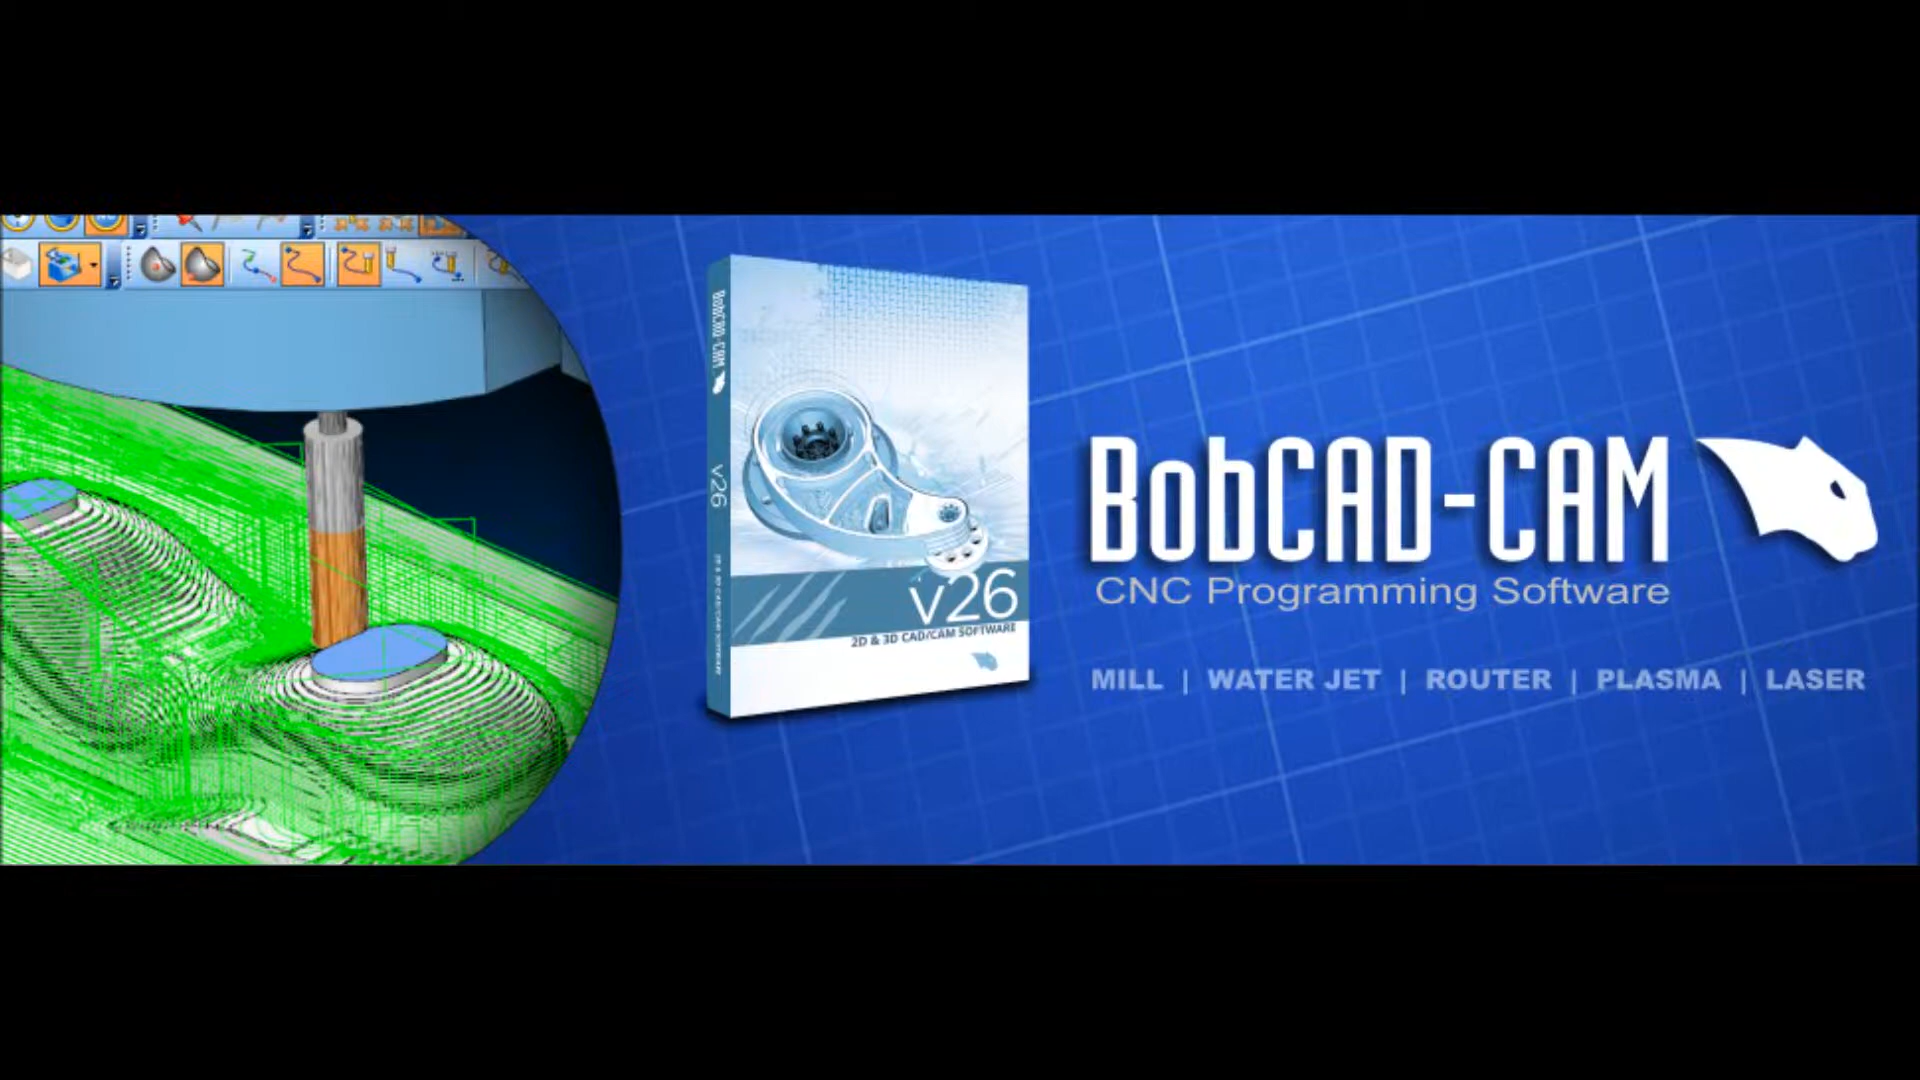 BobCAD-CAM
v26
v26
2D & 3D CAD/CAM SOFTWARE
BobCAD-CAM
CNC Programming Software
MILL | WATER JET | ROUTER | PLASMA | LASER